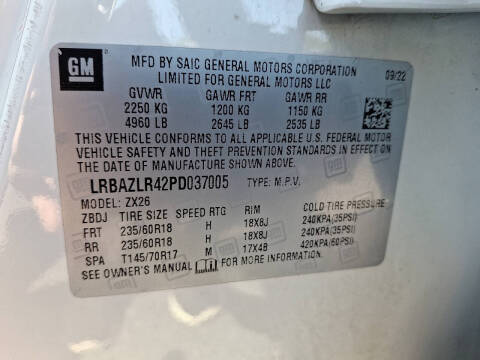 GM
MFD BY SAIC GENERAL MOTORS CORPORATION
LIMITED FOR GENERAL MOTORS LLC
09/22
GVWR GAWR FRT GAWR RR
2250 KG 1200 KG 1150 KG
4960 LB 2645 LB 2535 LB
THIS VEHICLE CONFORMS TO ALL APPLICABLE U.S. FEDERAL MOTOR
VEHICLE SAFETY AND THEFT PREVENTION STANDARDS IN EFFECT ON
THE DATE OF MANUFACTURE SHOWN ABOVE.
LRBAZLR42PD037005 TYPE: M.P.V.
MODEL: ZX26
ZBDJ TIRE SIZE SPEED RTG RIM COLD TIRE PRESSURE
FRT 235/60R18 H 18X8J 240KPA(35PSI)
RR 235/60R18 H 18X8J 240KPA(35PSI)
SPA T145/70R17 M 17X4B 420KPA(60PSI)
SEE OWNER'S MANUAL FOR MORE INFORMATION.